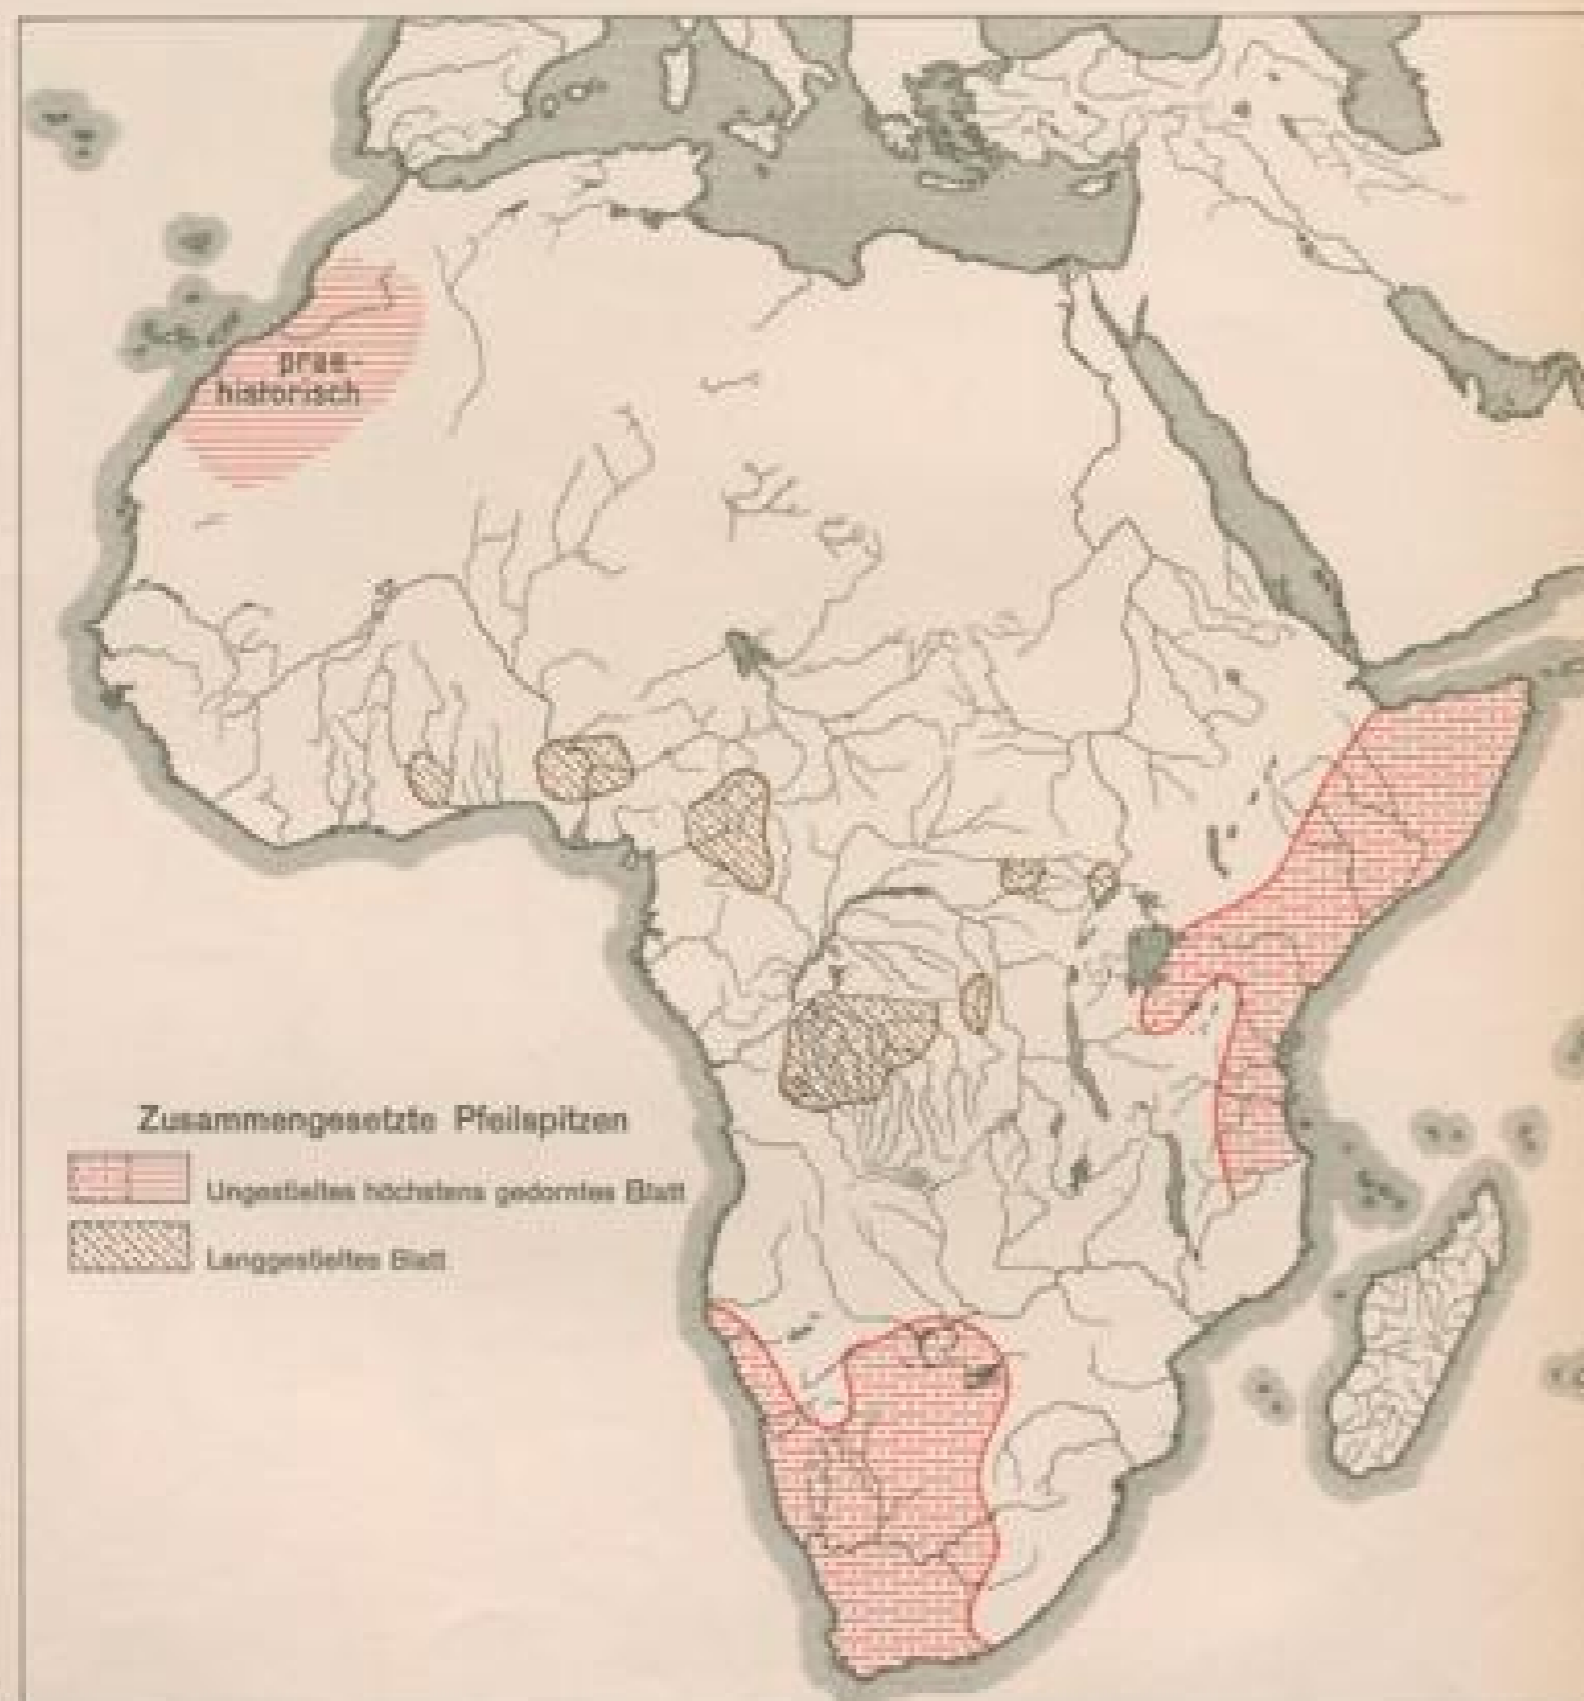 prae-
historisch
Zusammengesetzte Pfeilspitzen
Ungestieltes höchstens gedorntes Blatt
Langgestieltes Blatt